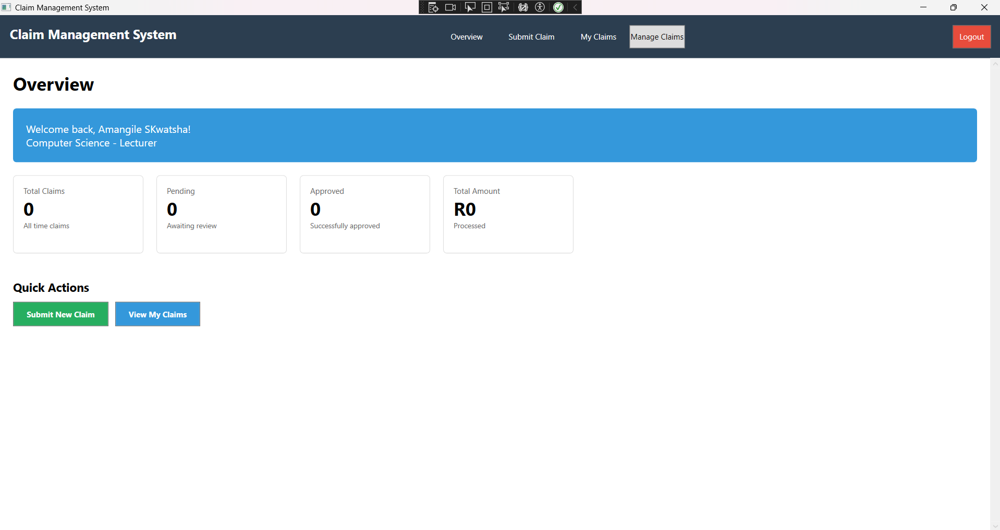 Claim Management System
Claim Management System
Overview
Submit Claim
My Claims
Manage Claims
Logout
Overview
Welcome back, Amangile SKwatsha!
Computer Science - Lecturer
Total Claims
0
All time claims
Pending
0
Awaiting review
Approved
0
Successfully approved
Total Amount
R0
Processed
Quick Actions
Submit New Claim
View My Claims